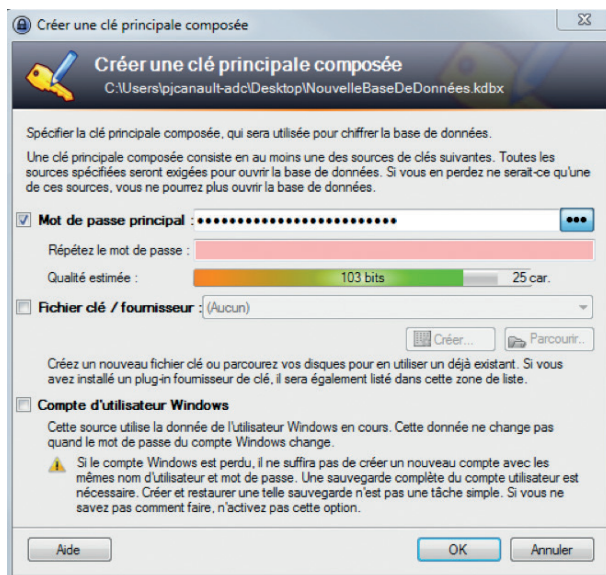 Créer une clé principale composée
Créer une clé principale composée
C:\Users\pjcanault-adc\Desktop\NouvelleBaseDeDonnées.kdbx
Spécifier la clé principale composée, qui sera utilisée pour chiffrer la base de données.
Une clé principale composée consiste en au moins une des sources de clés suivantes. Toutes les
sources spécifiées seront exigées pour ouvrir la base de données. Si vous en perdez ne serait-ce qu'une
de ces sources, vous ne pourrez plus ouvrir la base de données.
Mot de passe principal : •••••••••••••••••••••••••
Répétez le mot de passe :
Qualité estimée : 103 bits 25 car.
Fichier clé / fournisseur : (Aucun)
Créer... Parcourir..
Créez un nouveau fichier clé ou parcourez vos disques pour en utiliser un déjà existant. Si vous
avez installé un plug-in fournisseur de clé, il sera également listé dans cette zone de liste.
Compte d'utilisateur Windows
Cette source utilise la donnée de l'utilisateur Windows en cours. Cette donnée ne change pas
quand le mot de passe du compte Windows change.
Si le compte Windows est perdu, il ne suffira pas de créer un nouveau compte avec les
mêmes nom d'utilisateur et mot de passe. Une sauvegarde complète du compte utilisateur est
nécessaire. Créer et restaurer une telle sauvegarde n'est pas une tâche simple. Si vous ne
savez pas comment faire, n'activez pas cette option.
Aide OK Annuler